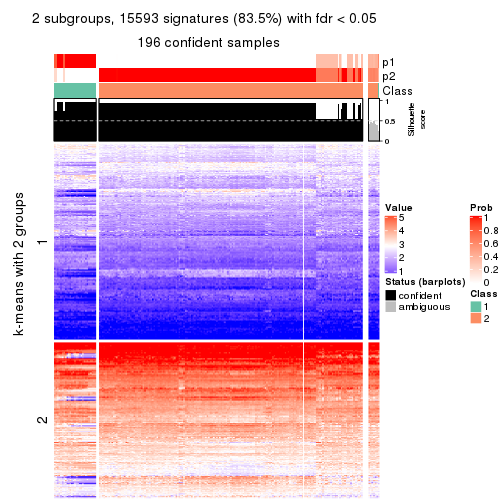 2 subgroups, 15593 signatures (83.5%) with fdr < 0.05
196 confident samples
p1
p2
Class
1
0.5
0
Silhouette
score
k-means with 2 groups
1
2
Value
5
4
3
2
1
Status (barplots)
confident
ambiguous
Prob
1
0.8
0.6
0.4
0.2
0
Class
1
2